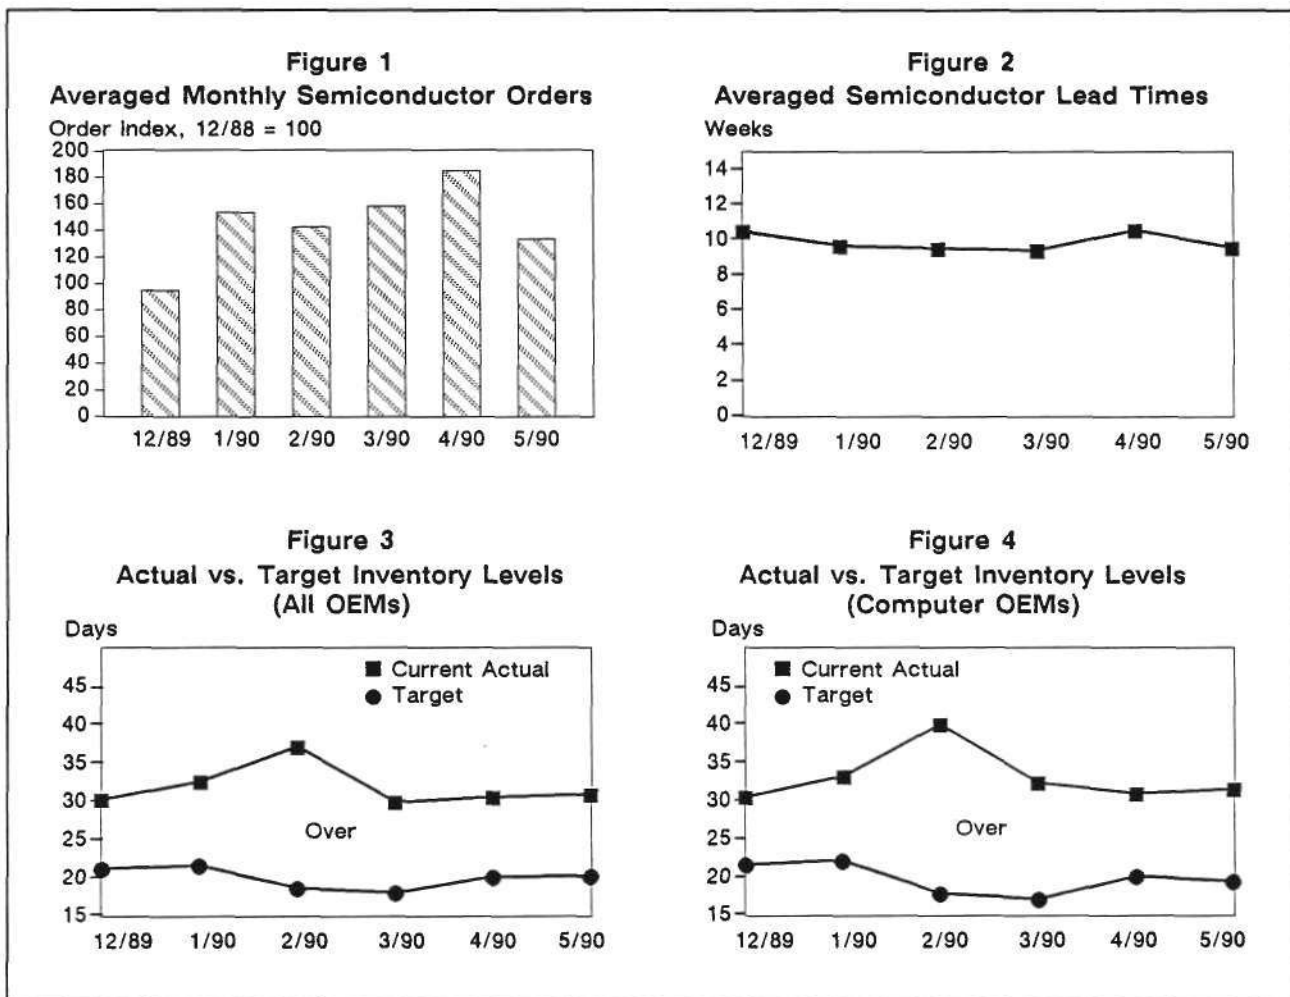 Figure 1
Averaged Monthly Semiconductor Orders
Order Index, 12/88 = 100
200
180
160
140
120
100
80
60
40
20
0
12/89 1/90 2/90 3/90 4/90 5/90
Figure 2
Averaged Semiconductor Lead Times
Weeks
14
12
10
8
6
4
2
0
12/89 1/90 2/90 3/90 4/90 5/90
Figure 3
Actual vs. Target Inventory Levels
(All OEMs)
Days
Current Actual
Target
45
40
35
30
25
20
15
Over
12/89 1/90 2/90 3/90 4/90 5/90
Figure 4
Actual vs. Target Inventory Levels
(Computer OEMs)
Days
Current Actual
Target
45
40
35
30
25
20
15
Over
12/89 1/90 2/90 3/90 4/90 5/90